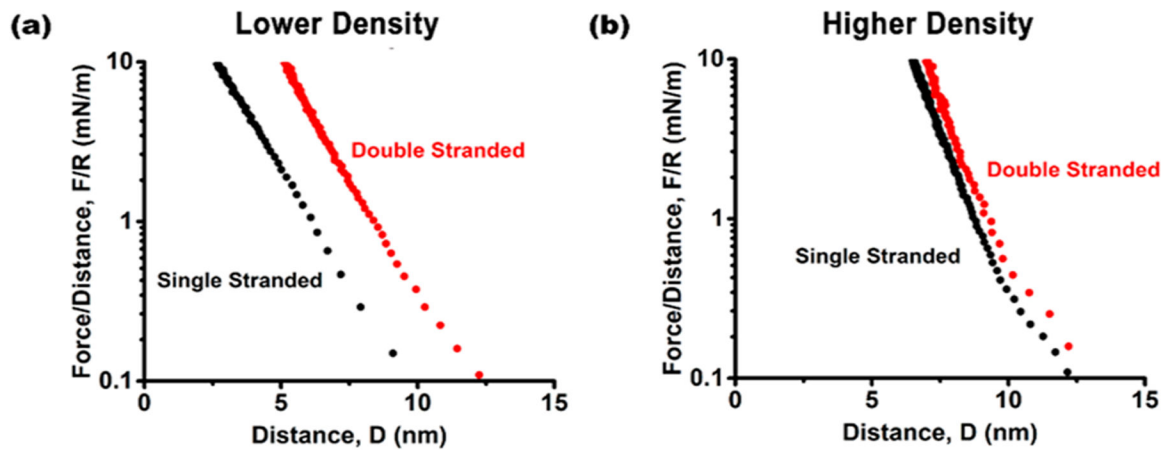 (a)
Lower Density
Force/Distance, F/R (mN/m)
10
1
0.1
Double Stranded
Single Stranded
0
5
10
15
Distance, D (nm)
(b)
Higher Density
Force/Distance, F/R (mN/m)
10
1
0.1
Double Stranded
Single Stranded
0
5
10
15
Distance, D (nm)